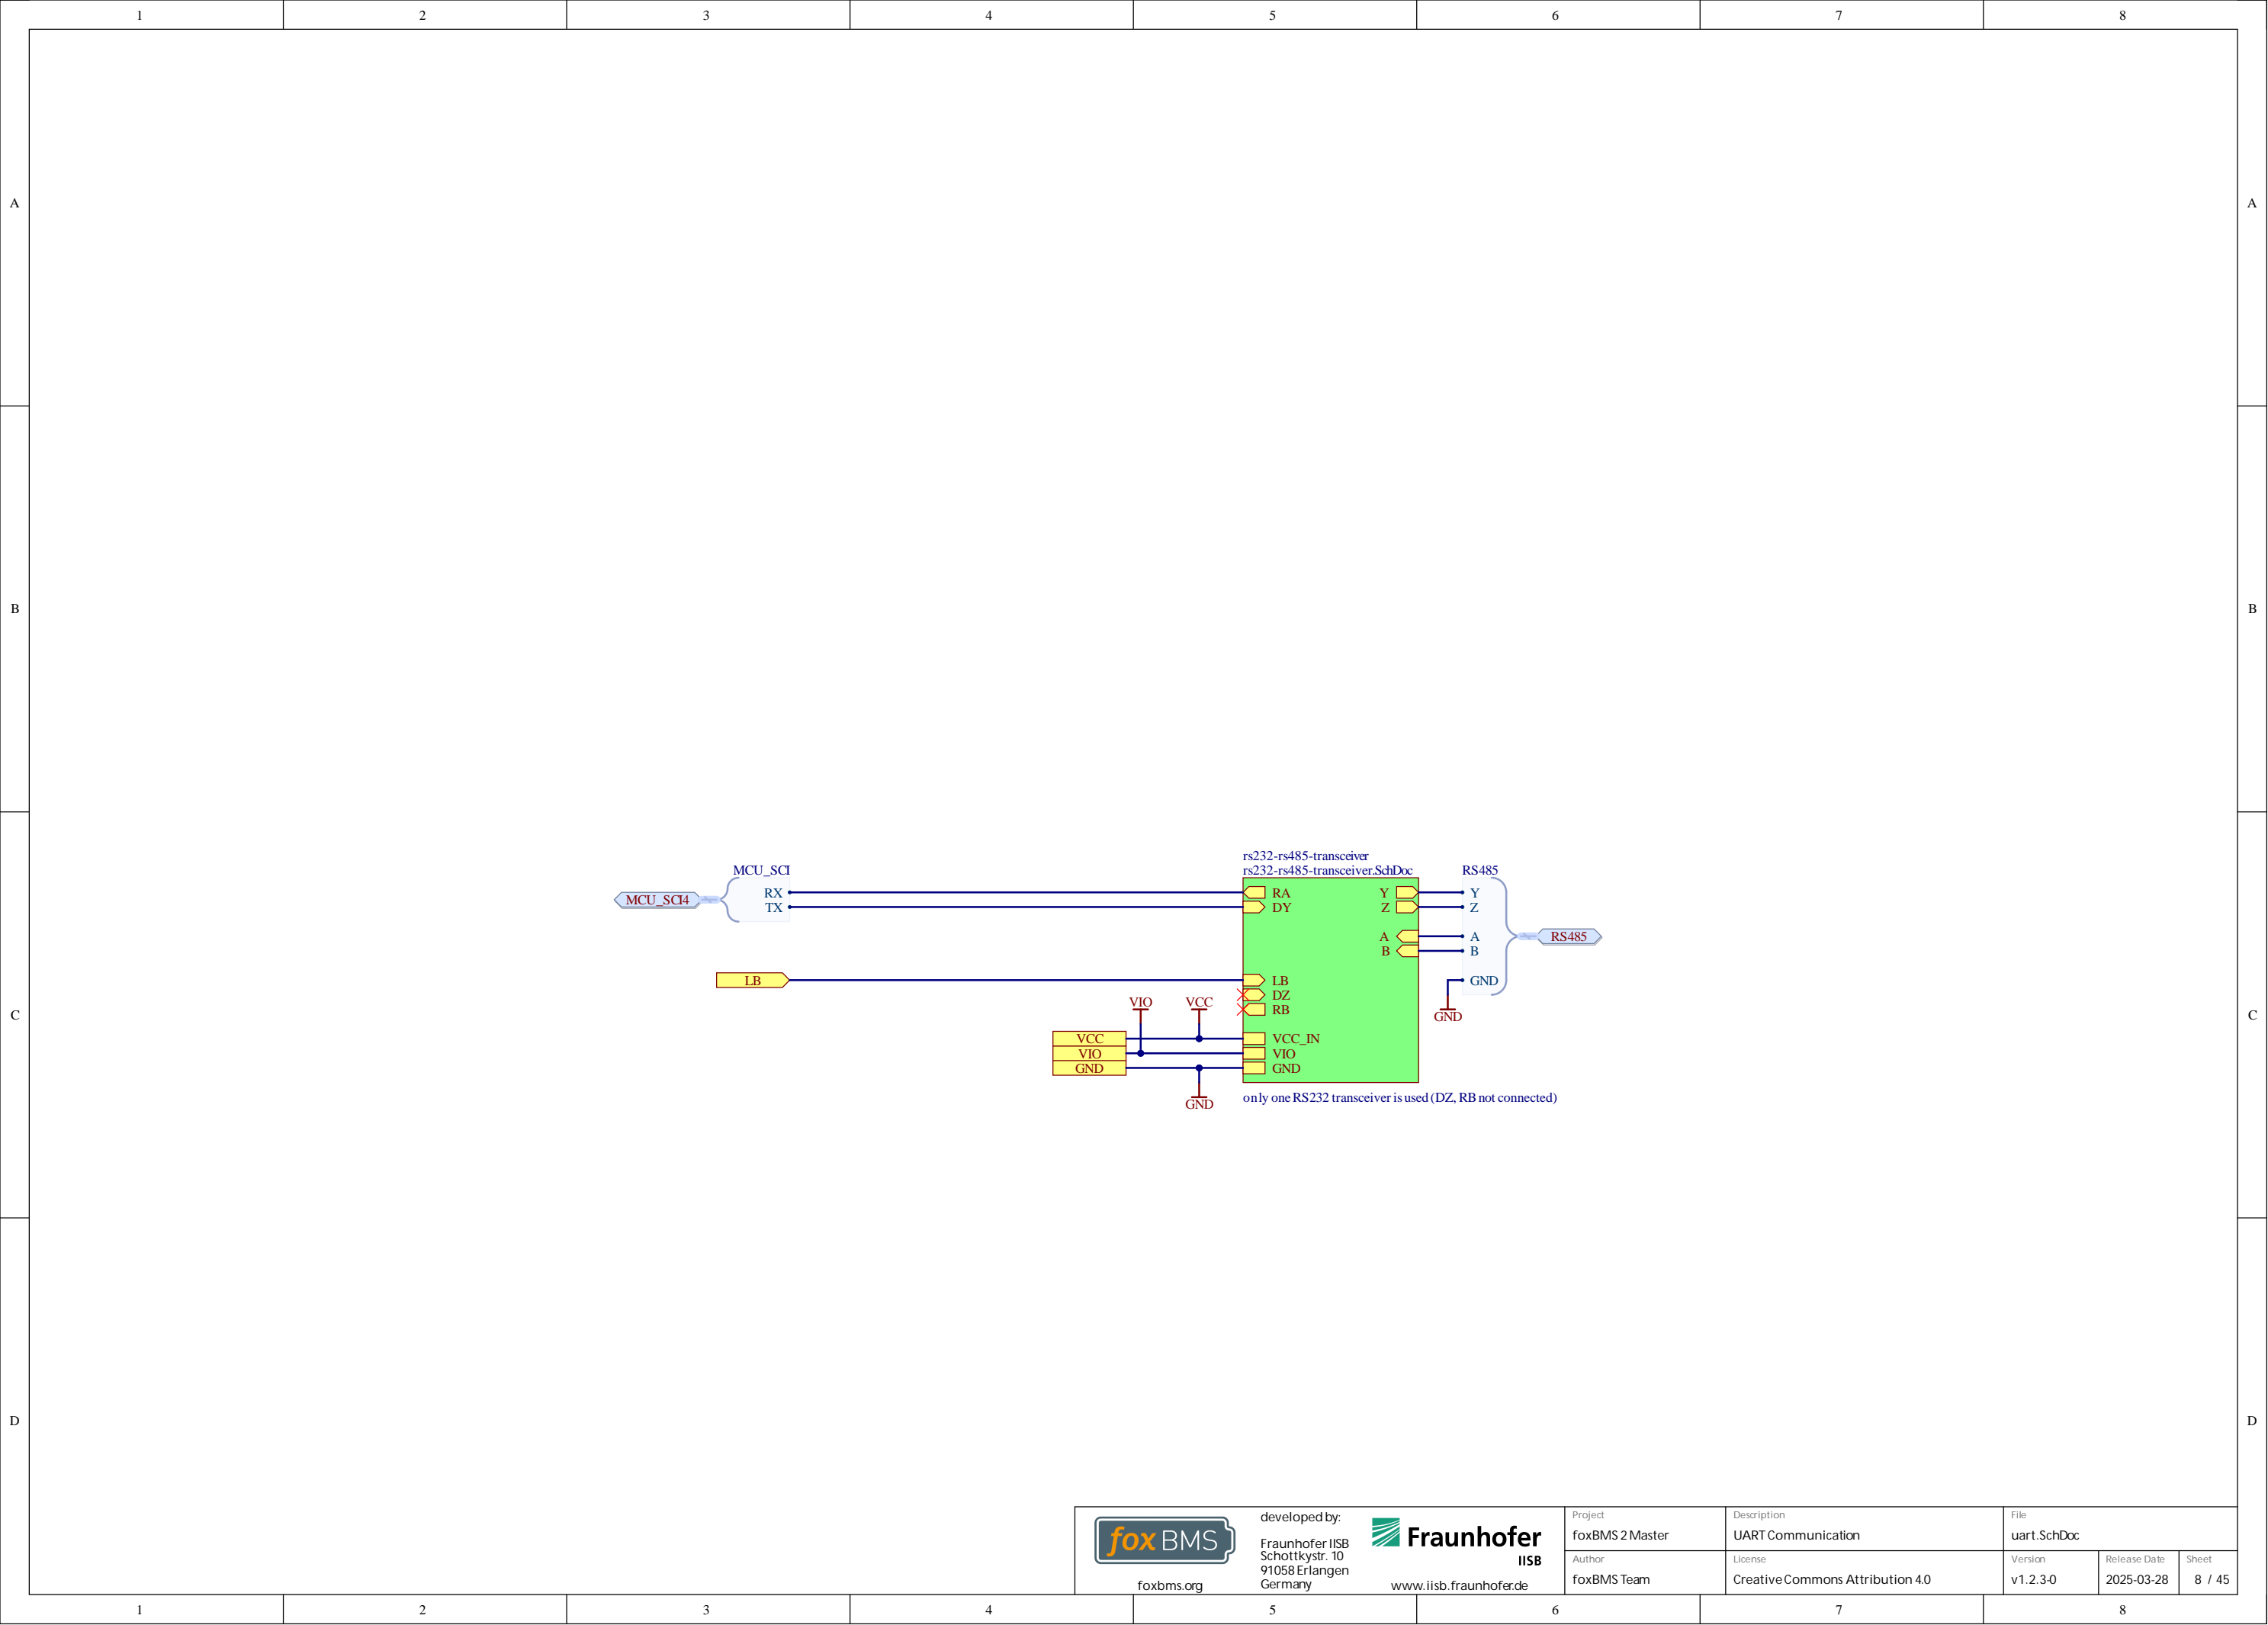 1 2 3 4 5 6 7 8
A A
B B
rs232-rs485-transceiver
MCU_SCI rs232-rs485-transceiver.SchDoc RS485
MCU_SCI4 RX RA Y Y
TX DY Z Z
A A RS485
B B
LB LB GND
DZ
VIO VCC RB
C GND C
VCC VCC_IN
VIO VIO
GND GND
GND only one RS232 transceiver is used (DZ, RB not connected)
D D
foxBMS
foxbms.org
developed by:
Fraunhofer IISB
Schottkystr. 10
91058 Erlangen
Germany
Fraunhofer
IISB
www.iisb.fraunhofer.de
Project
foxBMS 2 Master
Description
UART Communication
File
uart.SchDoc
Author
foxBMS Team
License
Creative Commons Attribution 4.0
Version
v1.2.3-0
Release Date
2025-03-28
Sheet
8 / 45
1 2 3 4 5 6 7 8